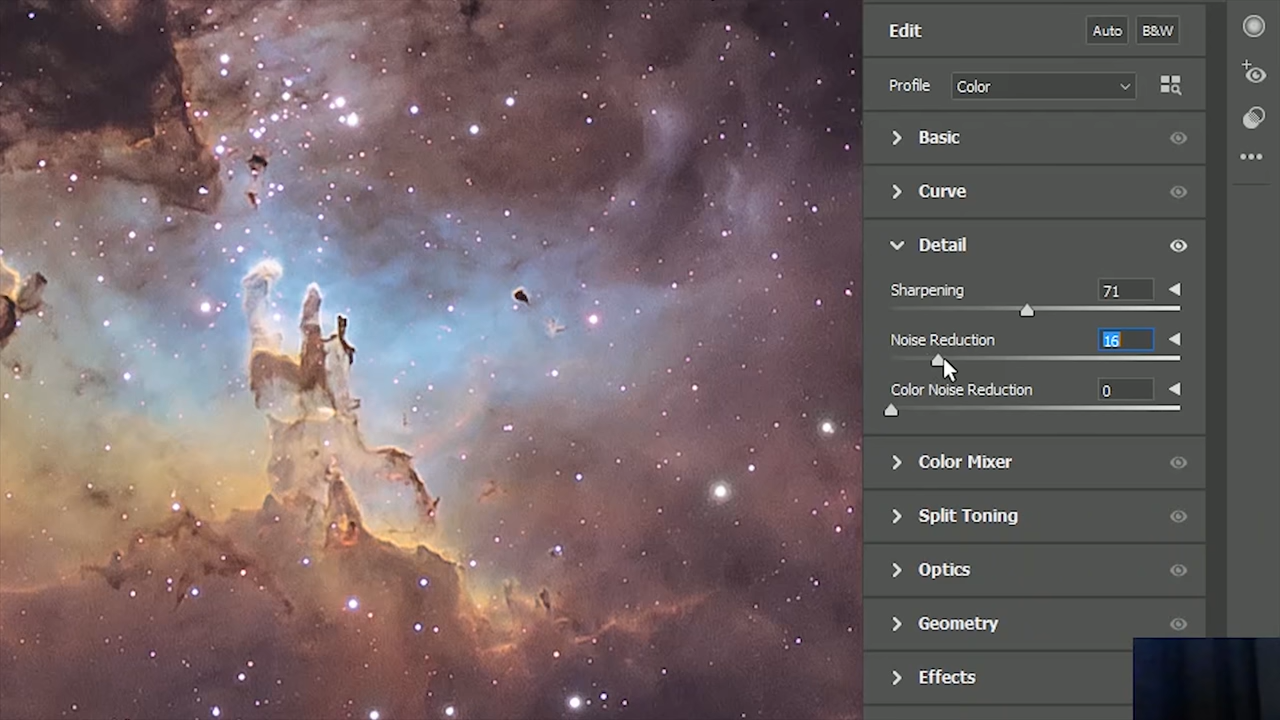 Edit
Auto
B&W
Profile
Color
Basic
Curve
Detail
Sharpening
71
Noise Reduction
16
Color Noise Reduction
0
Color Mixer
Split Toning
Optics
Geometry
Effects